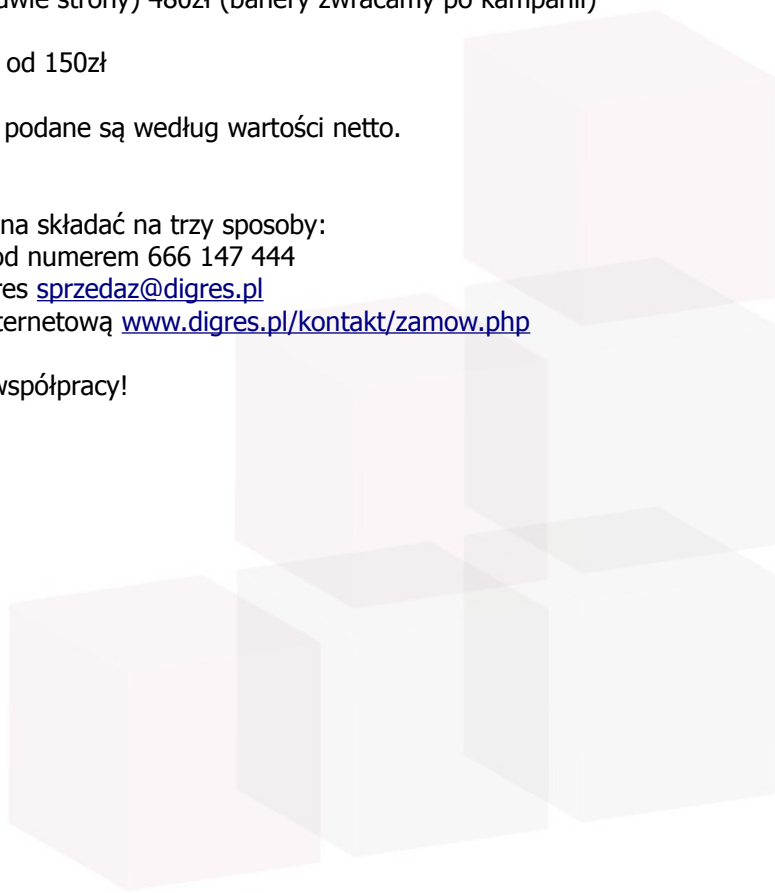 dwie strony) 480zł (banery zwracamy po kampanii)
od 150zł
podane są według wartości netto.
na składać na trzy sposoby:
od numerem 666 147 444
res sprzedaz@digres.pl
ternetową www.digres.pl/kontakt/zamow.php
współpracy!